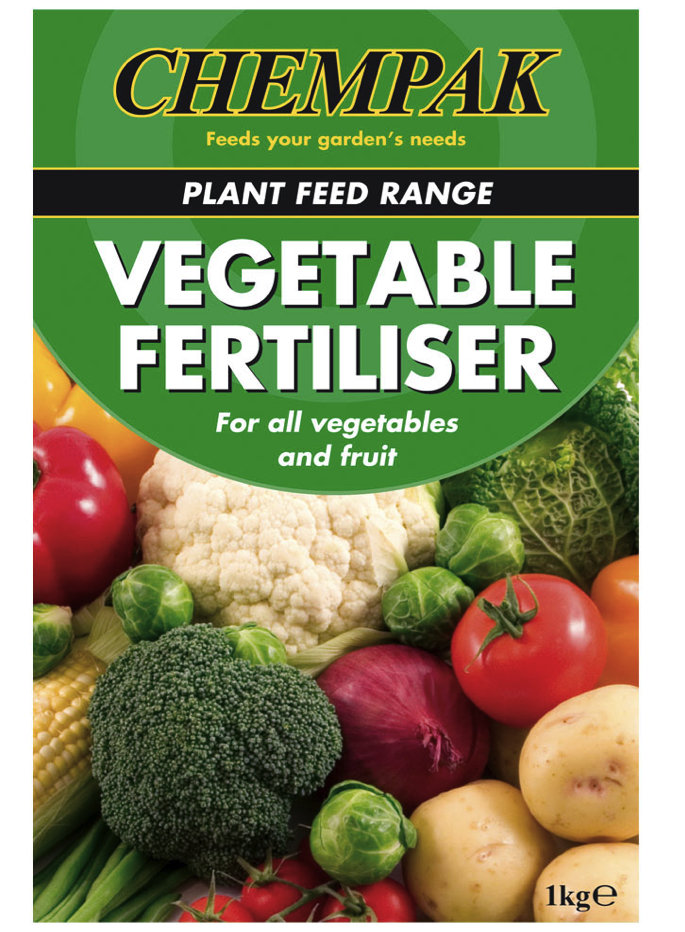 CHEMPAK
Feeds your garden's needs
PLANT FEED RANGE
VEGETABLE
FERTILISER
For all vegetables
and fruit
1kg℮